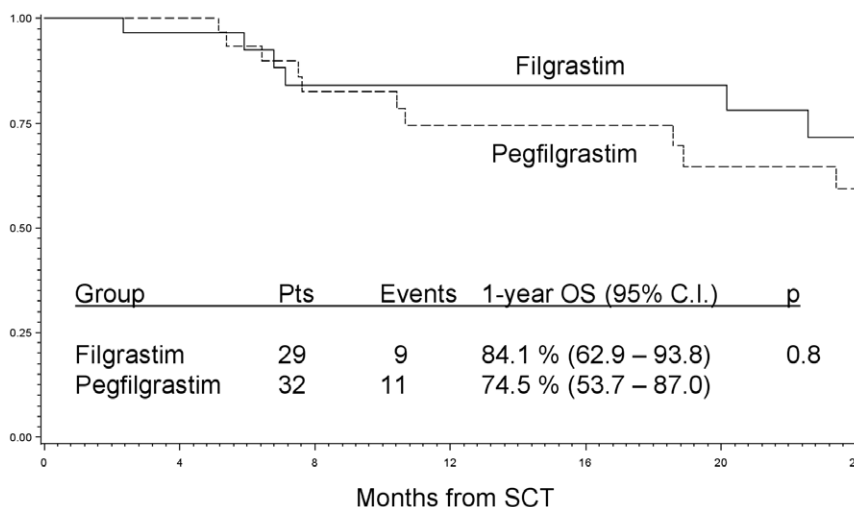 1.00
Filgrastim
0.75
Pegfilgrastim
0.50
Group Pts Events 1-year OS (95% C.I.) p
0.25
Filgrastim 29 9 84.1 % (62.9 – 93.8) 0.8
Pegfilgrastim 32 11 74.5 % (53.7 – 87.0)
0.00
0 4 8 12 16 20 2
Months from SCT